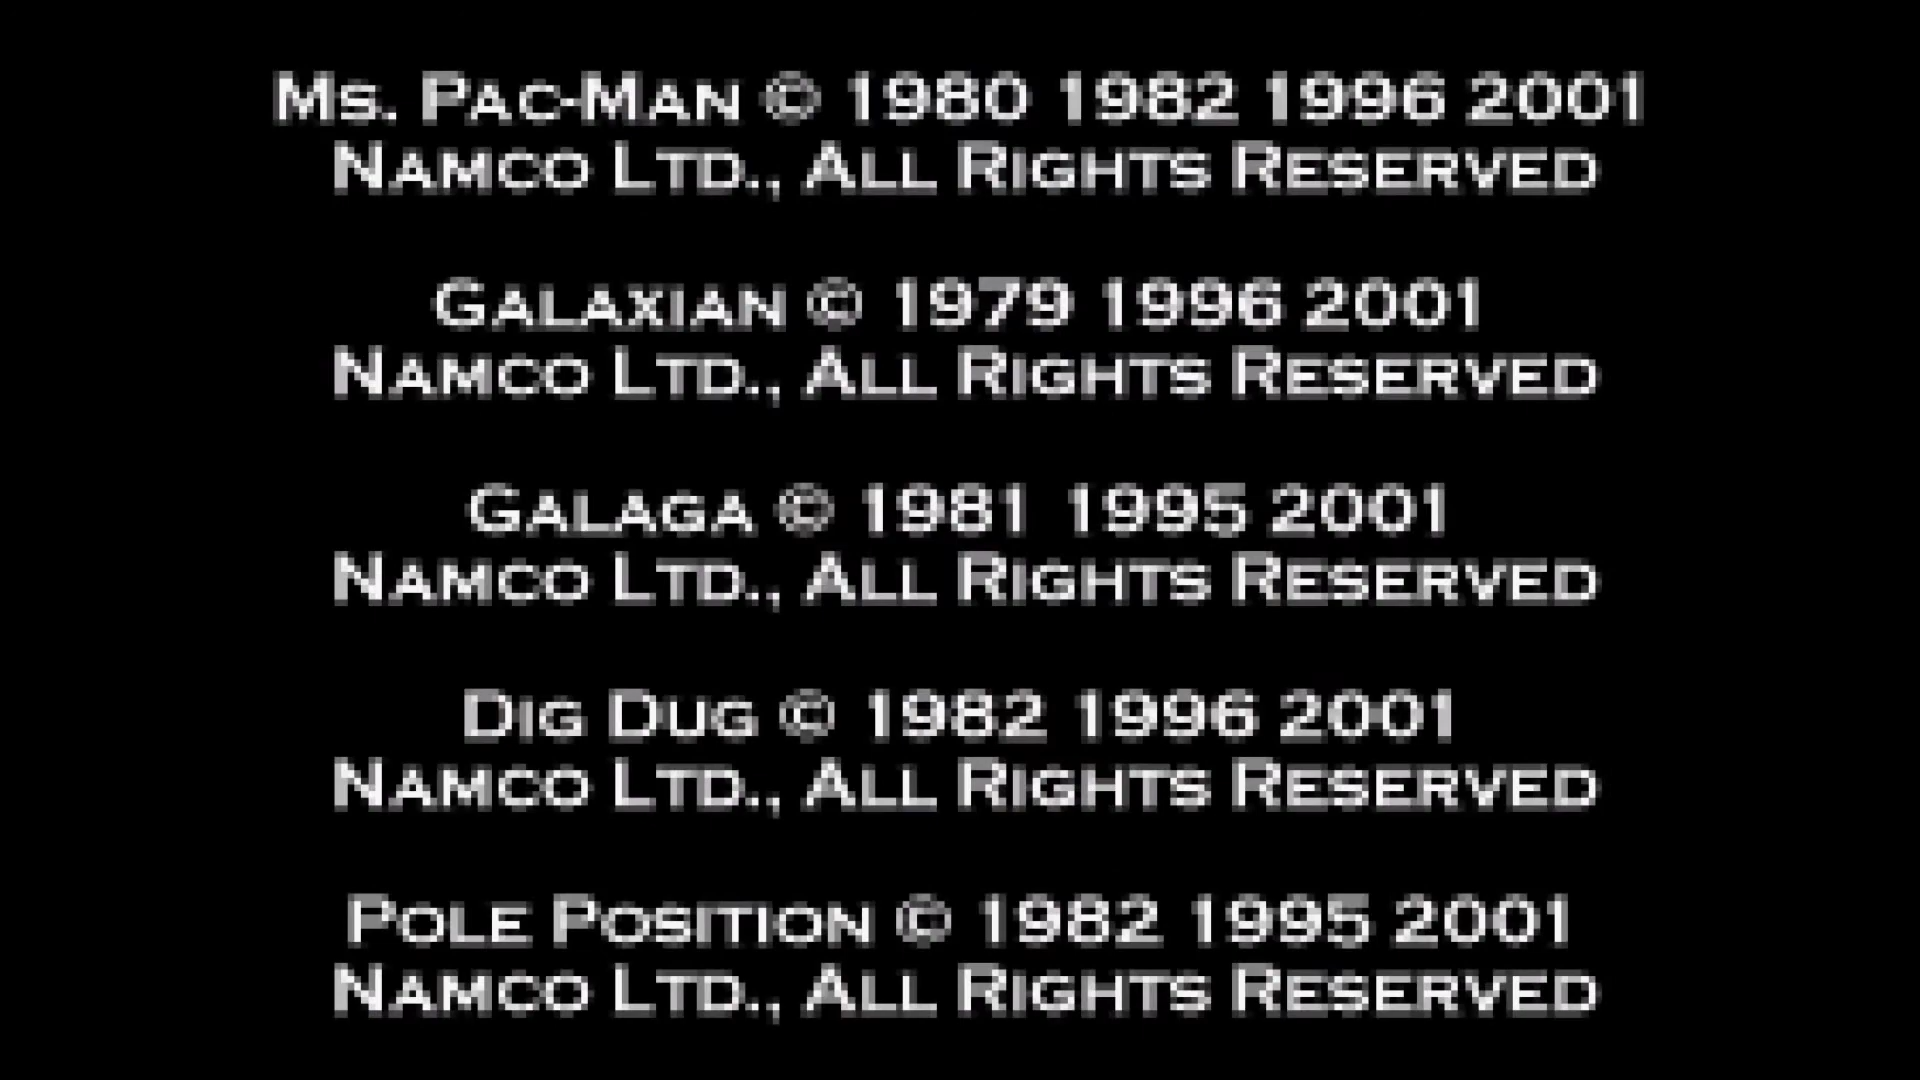 Ms. Pac-Man © 1980 1982 1996 2001
Namco Ltd., All Rights Reserved
Galaxian © 1979 1996 2001
Namco Ltd., All Rights Reserved
Galaga © 1981 1995 2001
Namco Ltd., All Rights Reserved
Dig Dug © 1982 1996 2001
Namco Ltd., All Rights Reserved
Pole Position © 1982 1995 2001
Namco Ltd., All Rights Reserved